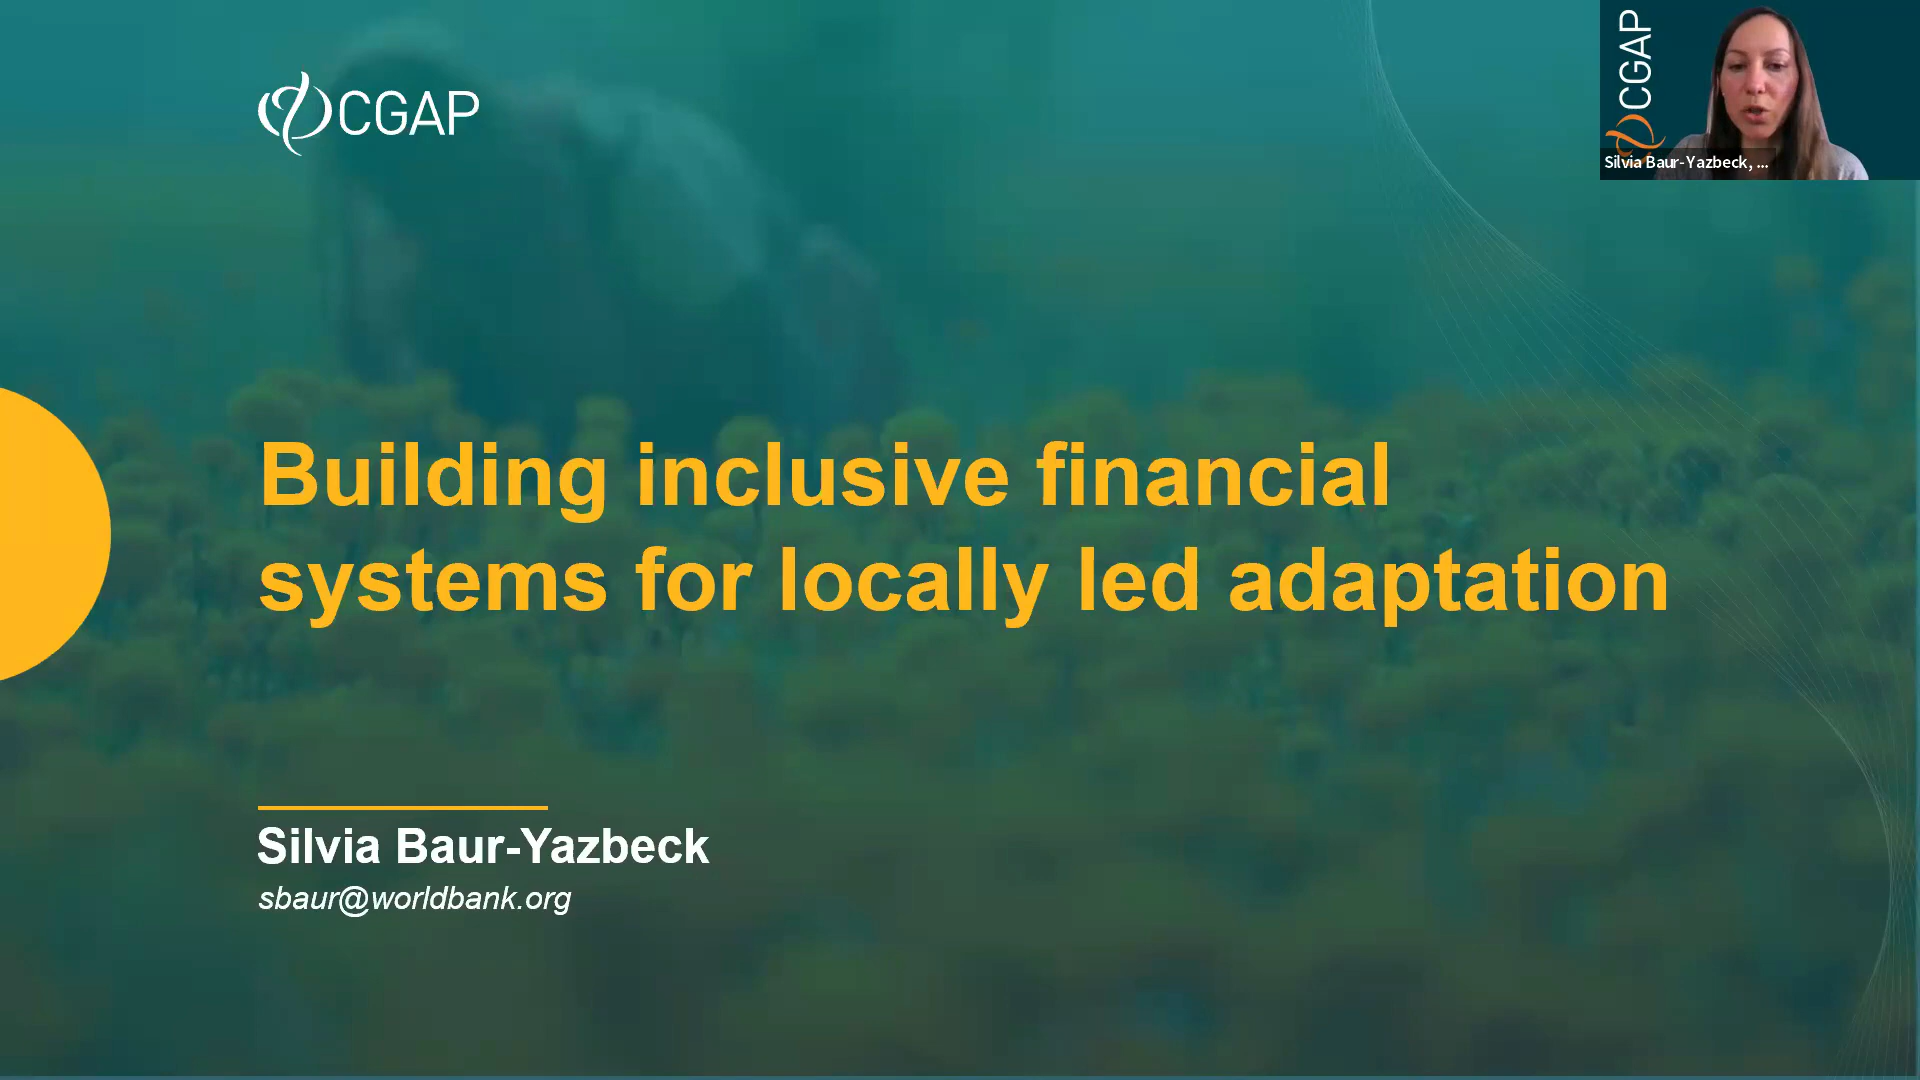 CGAP
CGAP
Silvia Baur-Yazbeck, ...
Building inclusive financial
systems for locally led adaptation
Silvia Baur-Yazbeck
sbaur@worldbank.org